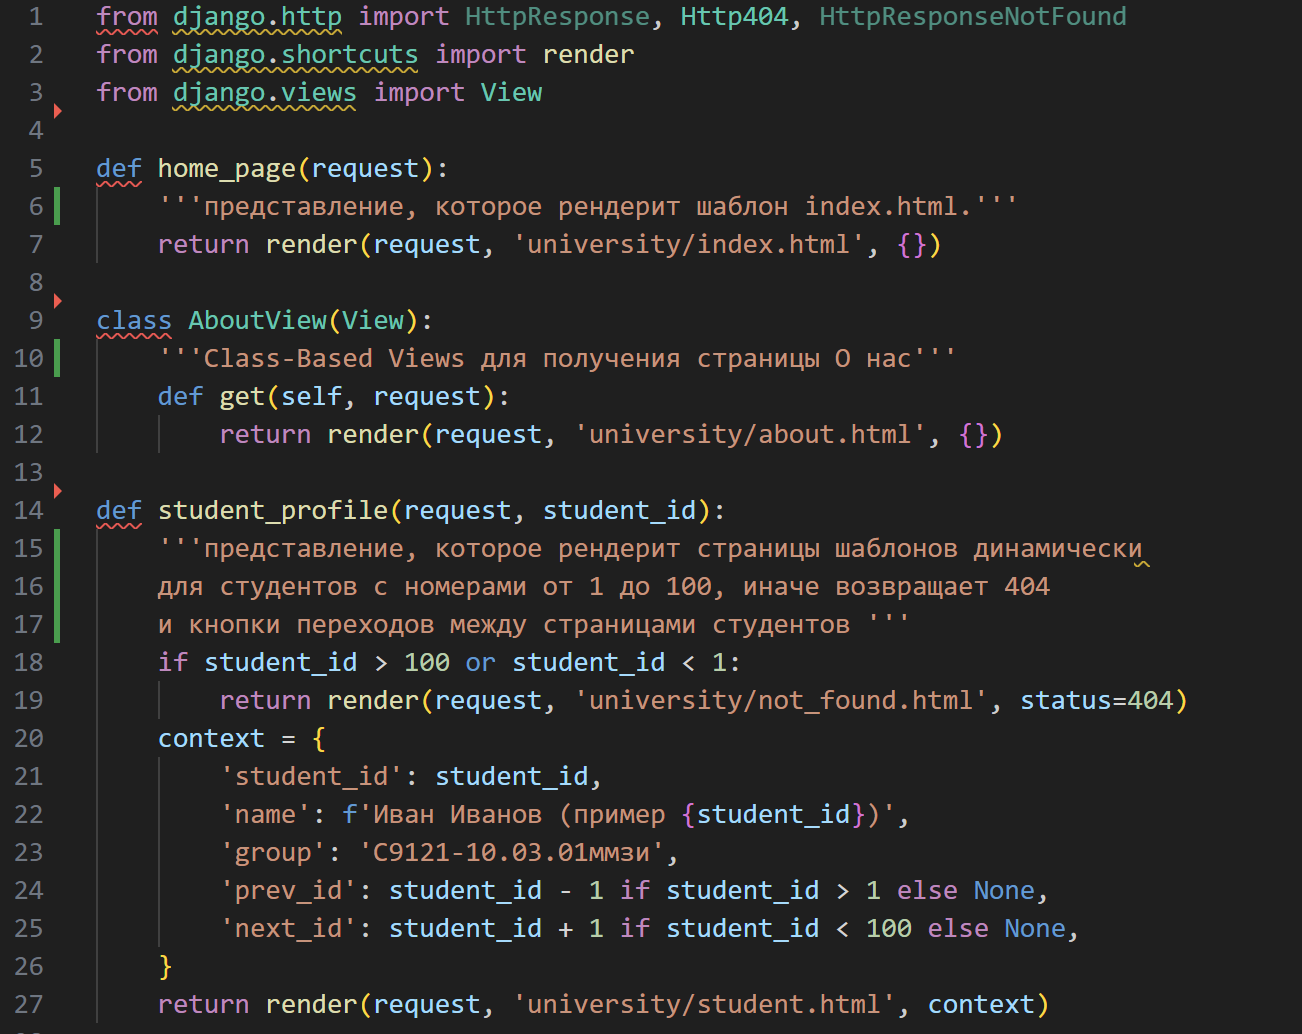 1 from django.http import HttpResponse, Http404, HttpResponseNotFound
2 from django.shortcuts import render
3 from django.views import View
4
5 def home_page(request):
6     '''представление, которое рендерит шаблон index.html.'''
7     return render(request, 'university/index.html', {})
8
9 class AboutView(View):
10     '''Class-Based Views для получения страницы О нас'''
11     def get(self, request):
12         return render(request, 'university/about.html', {})
13
14 def student_profile(request, student_id):
15     '''представление, которое рендерит страницы шаблонов динамически
16     для студентов с номерами от 1 до 100, иначе возвращает 404
17     и кнопки переходов между страницами студентов '''
18     if student_id > 100 or student_id < 1:
19         return render(request, 'university/not_found.html', status=404)
20     context = {
21         'student_id': student_id,
22         'name': f'Иван Иванов (пример {student_id})',
23         'group': 'С9121-10.03.01ммзи',
24         'prev_id': student_id - 1 if student_id > 1 else None,
25         'next_id': student_id + 1 if student_id < 100 else None,
26     }
27     return render(request, 'university/student.html', context)